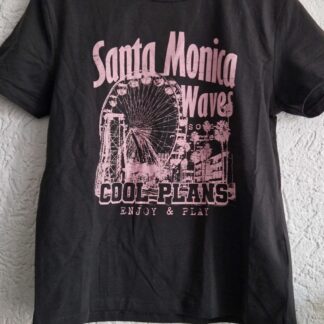 Santa Monica
Waves
COOL PLANS
ENJOY & PLAY